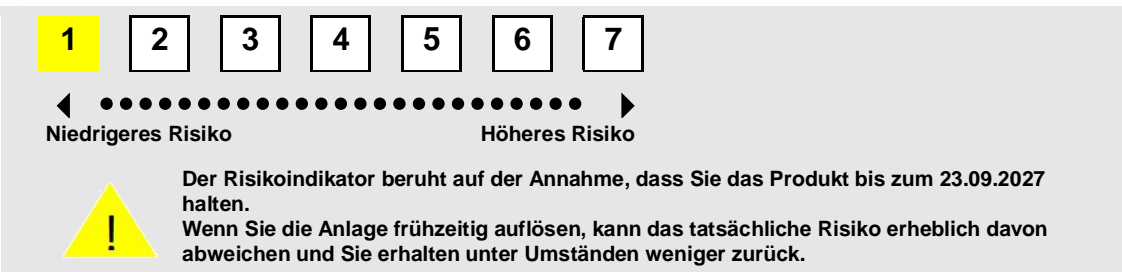 1 2 3 4 5 6 7
Niedrigeres Risiko Höheres Risiko
Der Risikoindikator beruht auf der Annahme, dass Sie das Produkt bis zum 23.09.2027
halten.
Wenn Sie die Anlage frühzeitig auflösen, kann das tatsächliche Risiko erheblich davon
abweichen und Sie erhalten unter Umständen weniger zurück.
!